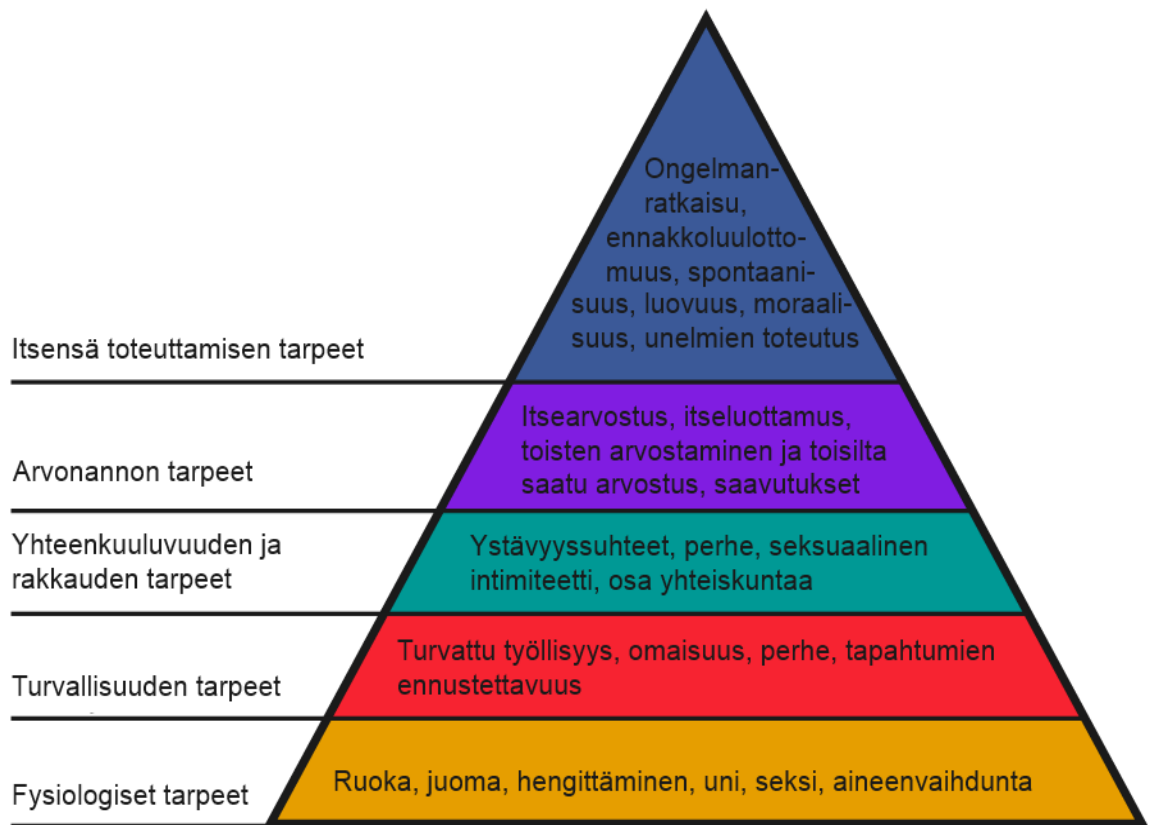 Ongelman-
ratkaisu,
ennakkoluulotto-
muus, spontaani-
suus, luovuus, moraali-
suus, unelmien toteutus
Itsensä toteuttamisen tarpeet
Itsearvostus, itseluottamus,
toisten arvostaminen ja toisilta
saatu arvostus, saavutukset
Arvonannon tarpeet
Yhteenkuuluvuuden ja
rakkauden tarpeet
Ystävyyssuhteet, perhe, seksuaalinen
intimiteetti, osa yhteiskuntaa
Turvattu työllisyys, omaisuus, perhe, tapahtumien
ennustettavuus
Turvallisuuden tarpeet
Ruoka, juoma, hengittäminen, uni, seksi, aineenvaihdunta
Fysiologiset tarpeet